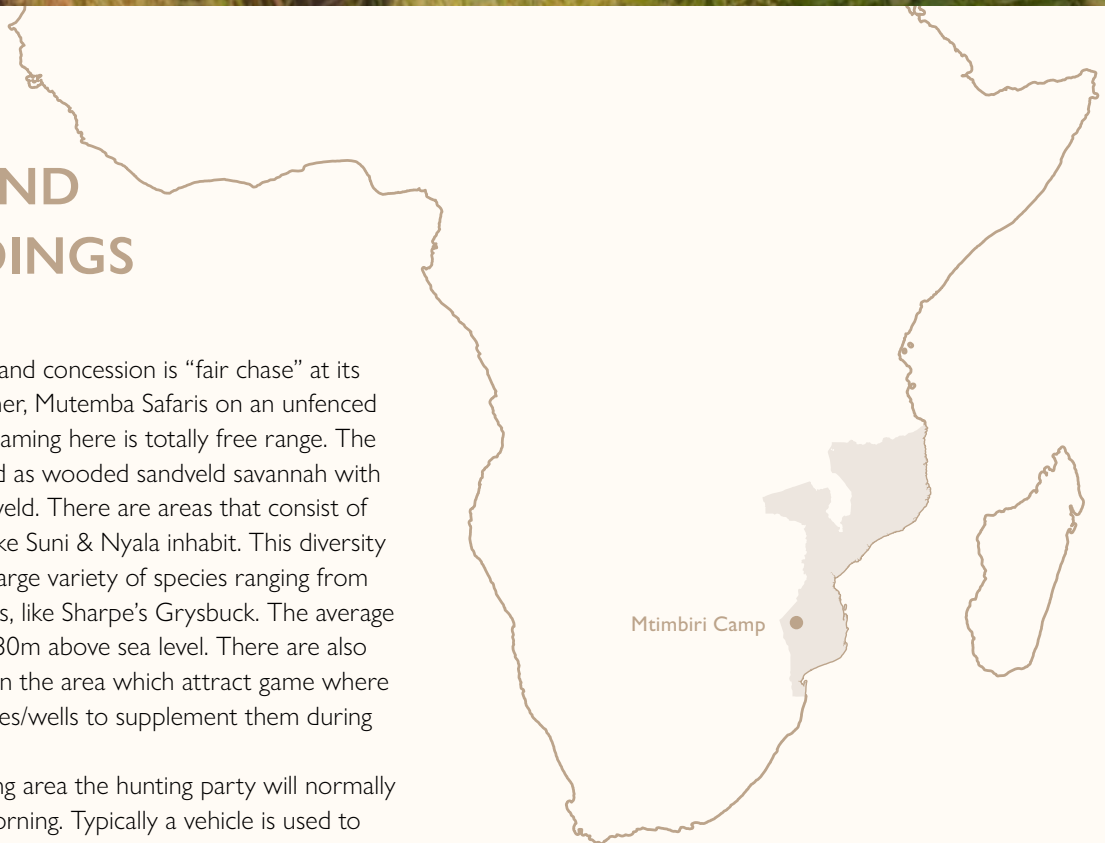 ND
DINGS
and concession is “fair chase” at its
ner, Mutemba Safaris on an unfenced
aming here is totally free range. The
d as wooded sandveld savannah with
veld. There are areas that consist of
ke Suni & Nyala inhabit. This diversity
arge variety of species ranging from
s, like Sharpe's Grysbuck. The average
30m above sea level. There are also
n the area which attract game where
es/wells to supplement them during
ng area the hunting party will normally
orning. Typically a vehicle is used to
Mtimbiri Camp